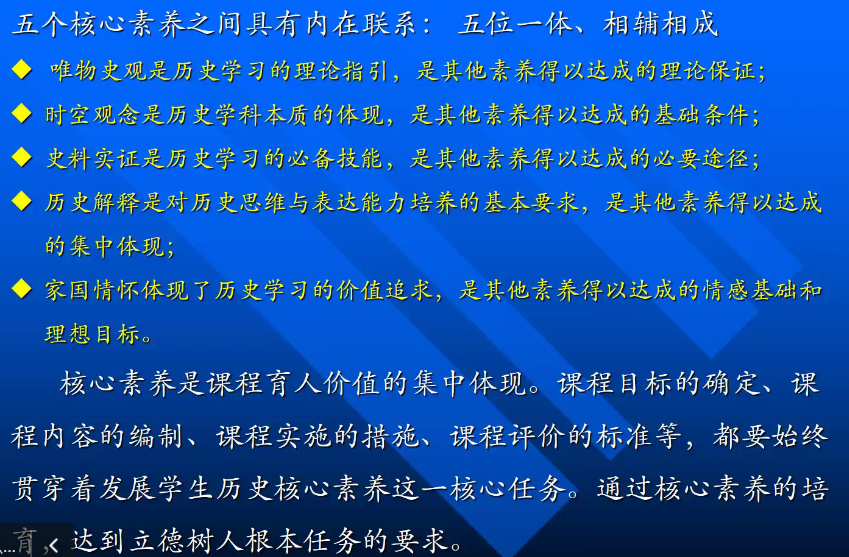 五个核心素养之间具有内在联系： 五位一体、相辅相成
◆ 唯物史观是历史学习的理论指引，是其他素养得以达成的理论保证；
◆ 时空观念是历史学科本质的体现，是其他素养得以达成的基础条件；
◆ 史料实证是历史学习的必备技能，是其他素养得以达成的必要途径；
◆ 历史解释是对历史思维与表达能力培养的基本要求，是其他素养得以达成
的集中体现；
◆ 家国情怀体现了历史学习的价值追求，是其他素养得以达成的情感基础和
理想目标。
核心素养是课程育人价值的集中体现。课程目标的确定、课
程内容的编制、课程实施的措施、课程评价的标准等，都要始终
贯穿着发展学生历史核心素养这一核心任务。通过核心素养的培
育，达到立德树人根本任务的要求。